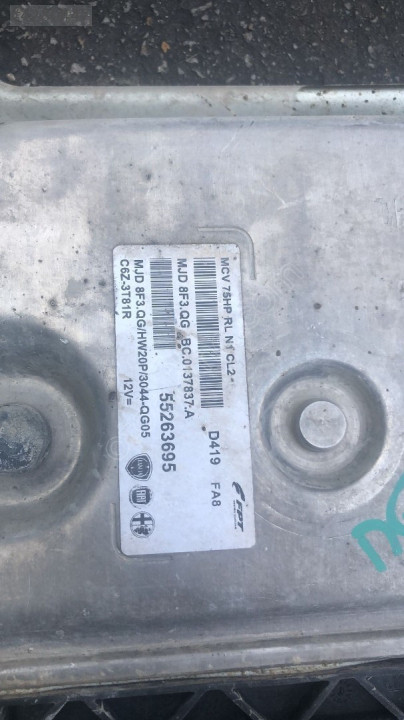 MCV 75HP RL N1 CL2
D419
FA8
FPT
MJD 8F3.QG BC.0137837.A
55263695
MJD 8F3.QG/HW20P/3044-QG05
C6Z-3T81R
12V=